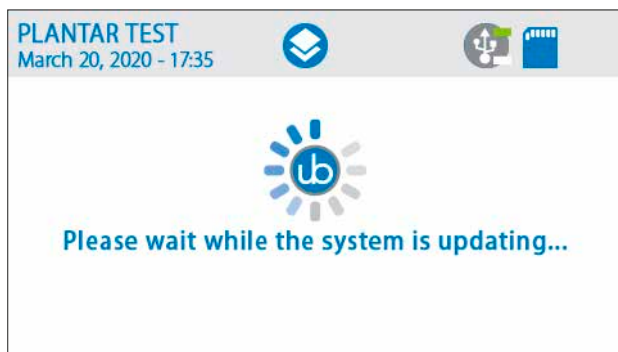 PLANTAR TEST
March 20, 2020 - 17:35
ub
Please wait while the system is updating...